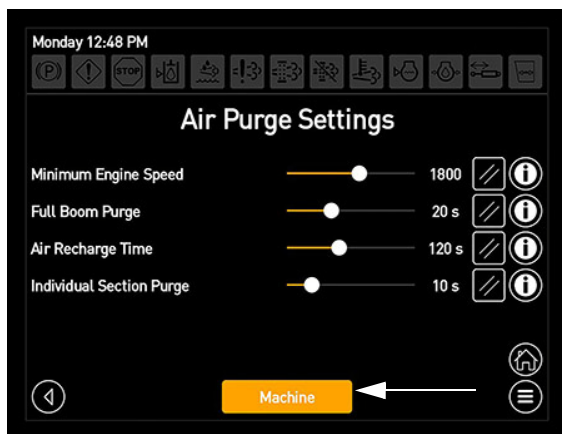 Monday 12:48 PM
P STOP
Air Purge Settings
Minimum Engine Speed 1800
Full Boom Purge 20 s
Air Recharge Time 120 s
Individual Section Purge 10 s
Machine